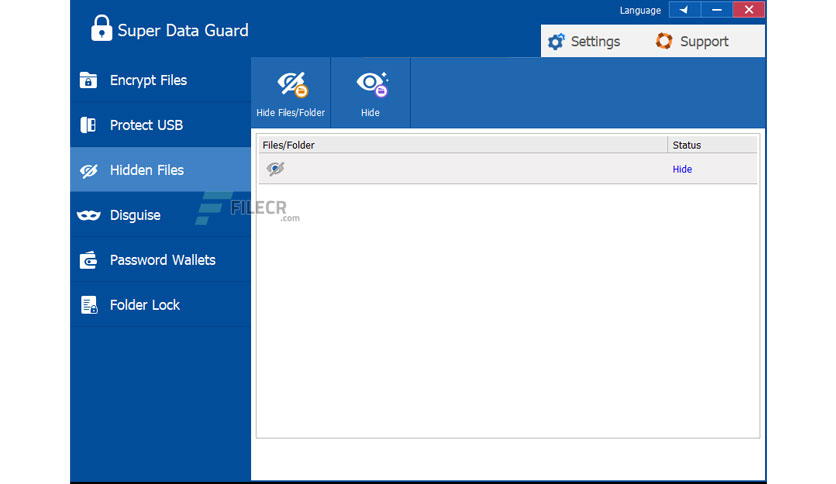 Language
Super Data Guard
Settings
Support
Encrypt Files
Protect USB
Hidden Files
Disguise
Password Wallets
Folder Lock
Hide Files/Folder
Hide
Files/Folder
Status
Hide
FILECR
.com